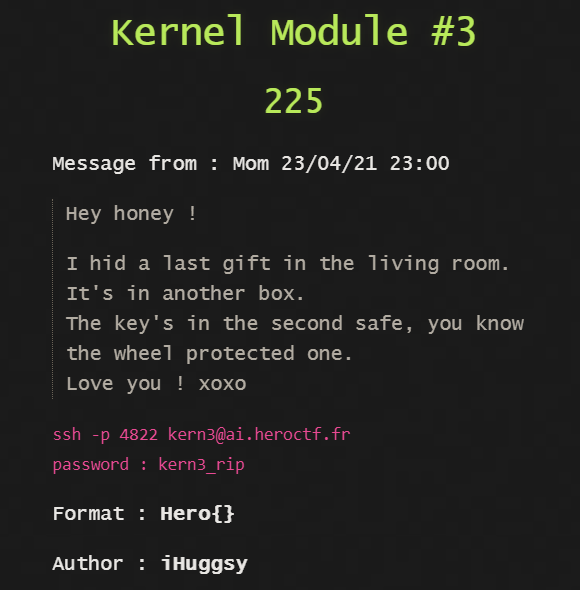 Kernel Module #3
225
Message from : Mom 23/04/21 23:00
Hey honey !
I hid a last gift in the living room.
It's in another box.
The key's in the second safe, you know
the wheel protected one.
Love you ! xoxo
ssh -p 4822 kern3@ai.heroctf.fr
password : kern3_rip
Format : Hero{}
Author : iHuggsy